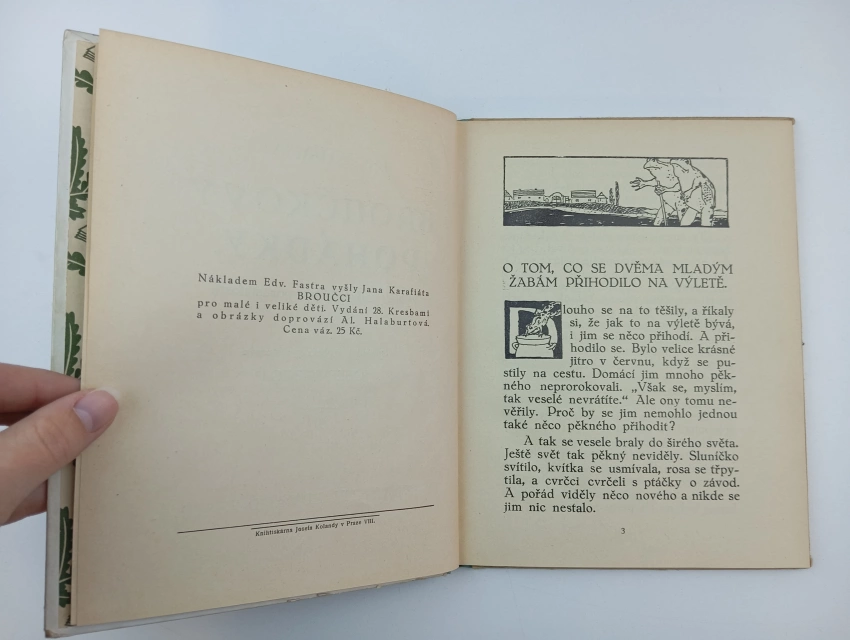 Nákladem Edv. Fastra vyšly Jana Karafiáta
BROUČCI
pro malé i veliké děti. Vydání 28. Kresbami
a obrázky doprovází Al. Halaburtová.
Cena váz. 25 Kč.
Knihtiskárna Josefa Kolandy v Praze VIII.
O TOM, CO SE DVĚMA MLADÝM
ŽABÁM PŘIHODILO NA VÝLETĚ.
Dlouho se na to těšily, a říkaly
si, že jak to na výletě bývá,
i jim se něco přihodí. A při-
hodilo se. Bylo velice krásné
jitro v červnu, když se pu-
stily na cestu. Domácí jim mnoho pěk-
ného neprorokovali. „Však se, myslím,
tak veselé nevrátíte.“ Ale ony tomu ne-
věřily. Proč by se jim nemohlo jednou
také něco pěkného přihodit?
A tak se vesele braly do širého světa.
Ještě svět tak pěkný neviděly. Sluníčko
svítilo, kvítka se usmívala, rosa se třpy-
tila, a cvrčci cvrčeli s ptáčky o závod.
A pořád viděly něco nového a nikde se
jim nic nestalo.
3